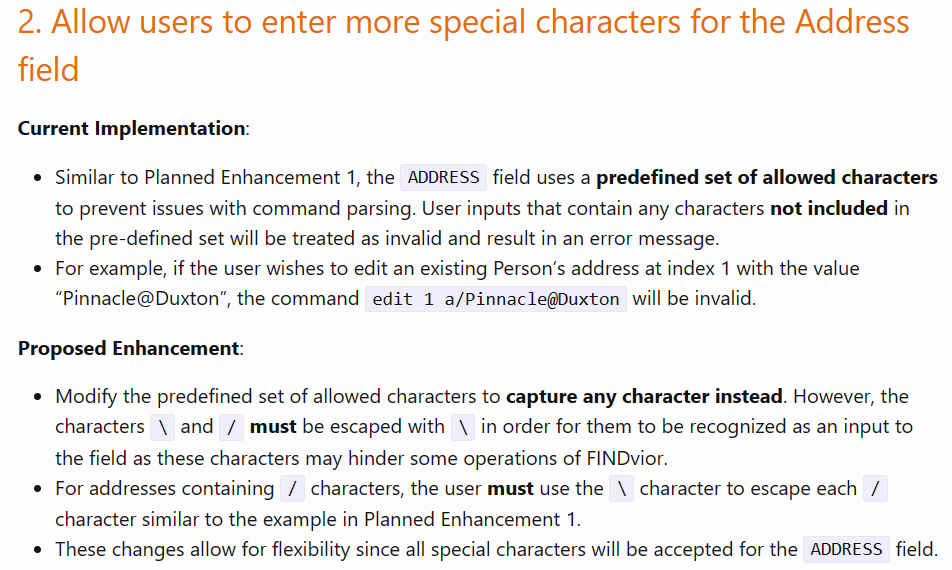 2. Allow users to enter more special characters for the Address
field
Current Implementation:
• Similar to Planned Enhancement 1, the ADDRESS field uses a predefined set of allowed characters
to prevent issues with command parsing. User inputs that contain any characters not included in
the pre-defined set will be treated as invalid and result in an error message.
• For example, if the user wishes to edit an existing Person’s address at index 1 with the value
“Pinnacle@Duxton”, the command edit 1 a/Pinnacle@Duxton will be invalid.
Proposed Enhancement:
• Modify the predefined set of allowed characters to capture any character instead. However, the
characters \ and / must be escaped with \ in order for them to be recognized as an input to
the field as these characters may hinder some operations of FINDvior.
• For addresses containing / characters, the user must use the \ character to escape each /
character similar to the example in Planned Enhancement 1.
• These changes allow for flexibility since all special characters will be accepted for the ADDRESS field.